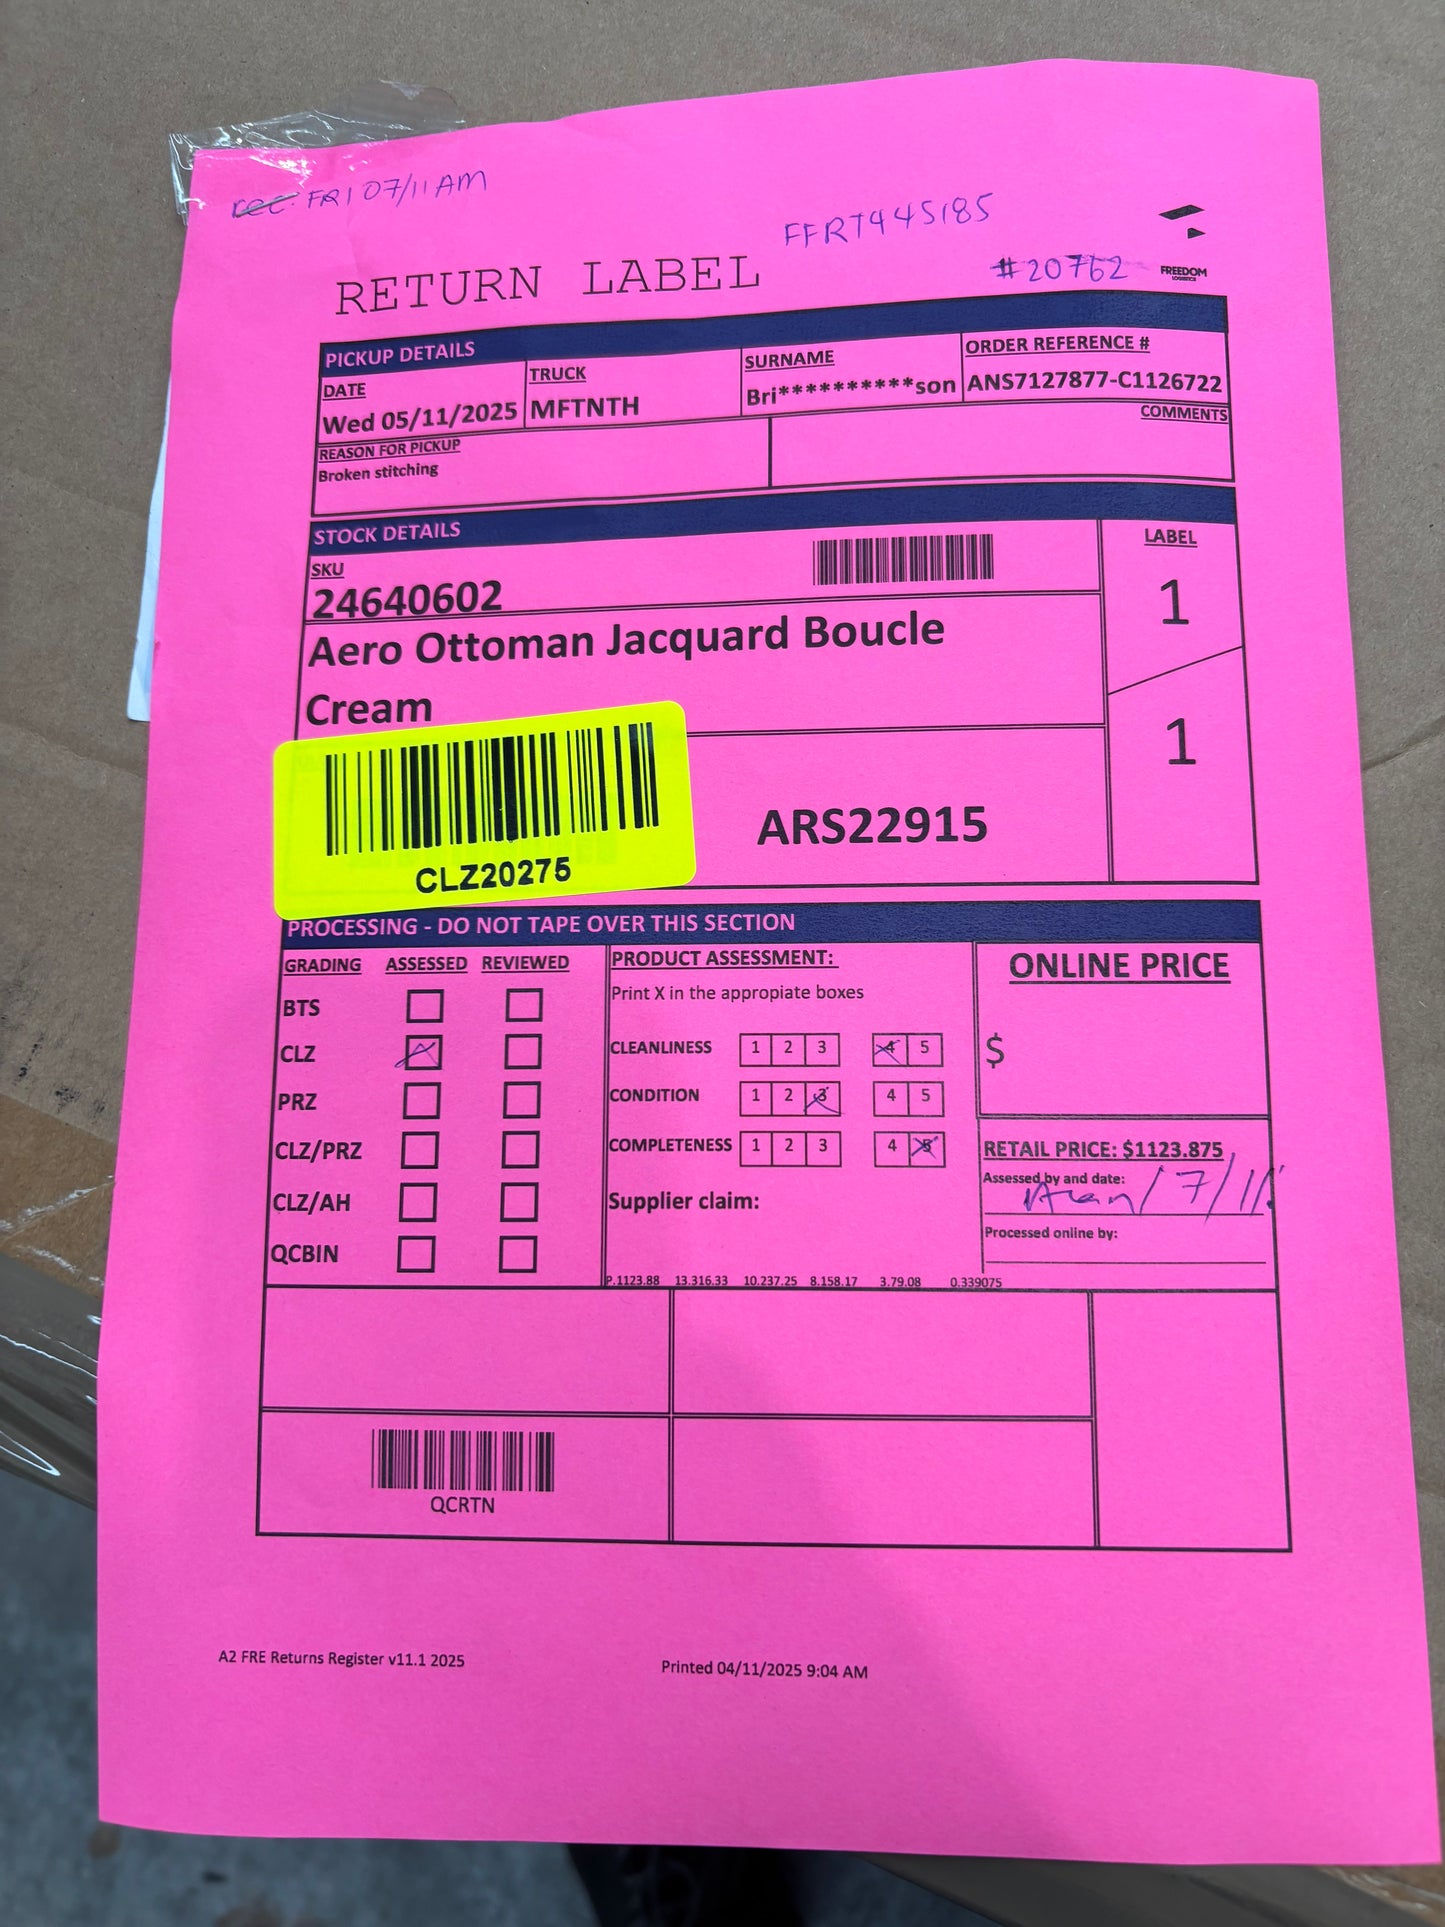 rec. FRI 07/11 AM
FFRT445185
#20762
FREEDOM
LOGISTICS
RETURN LABEL
PICKUP DETAILS
DATE TRUCK SURNAME ORDER REFERENCE #
Wed 05/11/2025 MFTNTH Bri**********son ANS7127877-C1126722
REASON FOR PICKUP COMMENTS
Broken stitching
STOCK DETAILS
SKU LABEL
24640602 1
Aero Ottoman Jacquard Boucle
Cream
1
ARS22915
CLZ20275
PROCESSING - DO NOT TAPE OVER THIS SECTION
GRADING ASSESSED REVIEWED PRODUCT ASSESSMENT: ONLINE PRICE
Print X in the appropiate boxes
BTS
CLZ CLEANLINESS 1 2 3 4 5 $
PRZ CONDITION 1 2 3 4 5
CLZ/PRZ COMPLETENESS 1 2 3 4 5 RETAIL PRICE: $1123.875
Assessed by and date:
CLZ/AH Supplier claim: 7/11
Processed online by:
QCBIN
P.1123.88 13.316.33 10.237.25 8.158.17 3.79.08 0.339075
QCRTN
A2 FRE Returns Register v11.1 2025 Printed 04/11/2025 9:04 AM